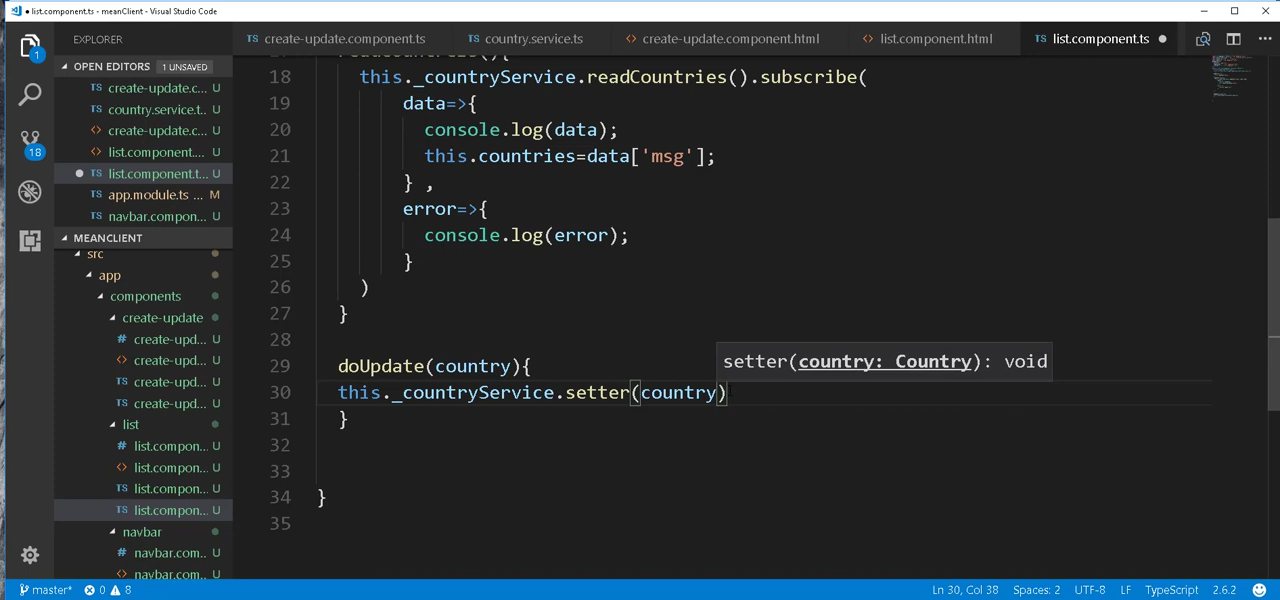 list.component.ts - meanClient - Visual Studio Code
EXPLORER
create-update.component.ts
country.service.ts
create-update.component.html
list.component.html
list.component.ts
1
OPEN EDITORS 1 UNSAVED
create-update.c... U
country.service.t... U
create-update.c... U
list.component.... U
list.component.t... U
app.module.ts ... M
navbar.compon... U
18
MEANCLIENT
src
app
components
create-update
create-upd... U
create-upd... U
create-upd... U
create-upd... U
list
list.compon... U
list.compon... U
list.compon... U
list.compon... U
navbar
navbar.com... U
navbar.com... U
18 this._countryService.readCountries().subscribe(
19 data=>{
20 console.log(data);
21 this.countries=data['msg'];
22 } ,
23 error=>{
24 console.log(error);
25 }
26 )
27 }
28
29 doUpdate(country){
setter(country: Country): void
30 this._countryService.setter(country)
31 }
32
33
34 }
35
master* 0 8 Ln 30, Col 38 Spaces: 2 UTF-8 LF TypeScript 2.6.2